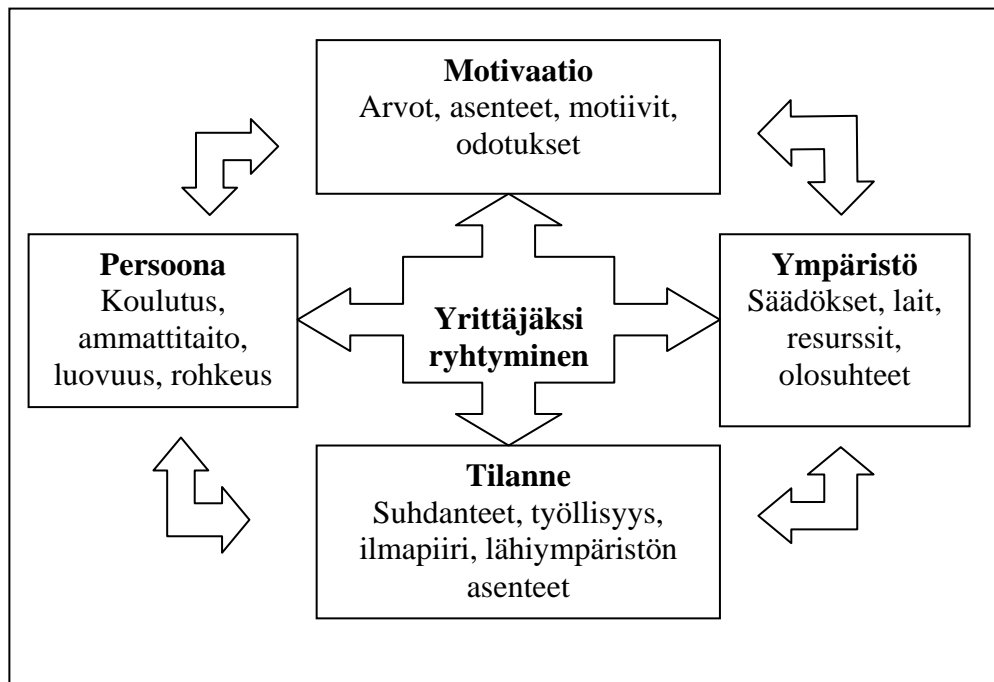 Motivaatio
Arvot, asenteet, motiivit,
odotukset
Persoona
Koulutus,
ammattitaito,
luovuus, rohkeus
Yrittäjäksi
ryhtyminen
Ympäristö
Säädökset, lait,
resurssit,
olosuhteet
Tilanne
Suhdanteet, työllisyys,
ilmapiiri, lähiympäristön
asenteet